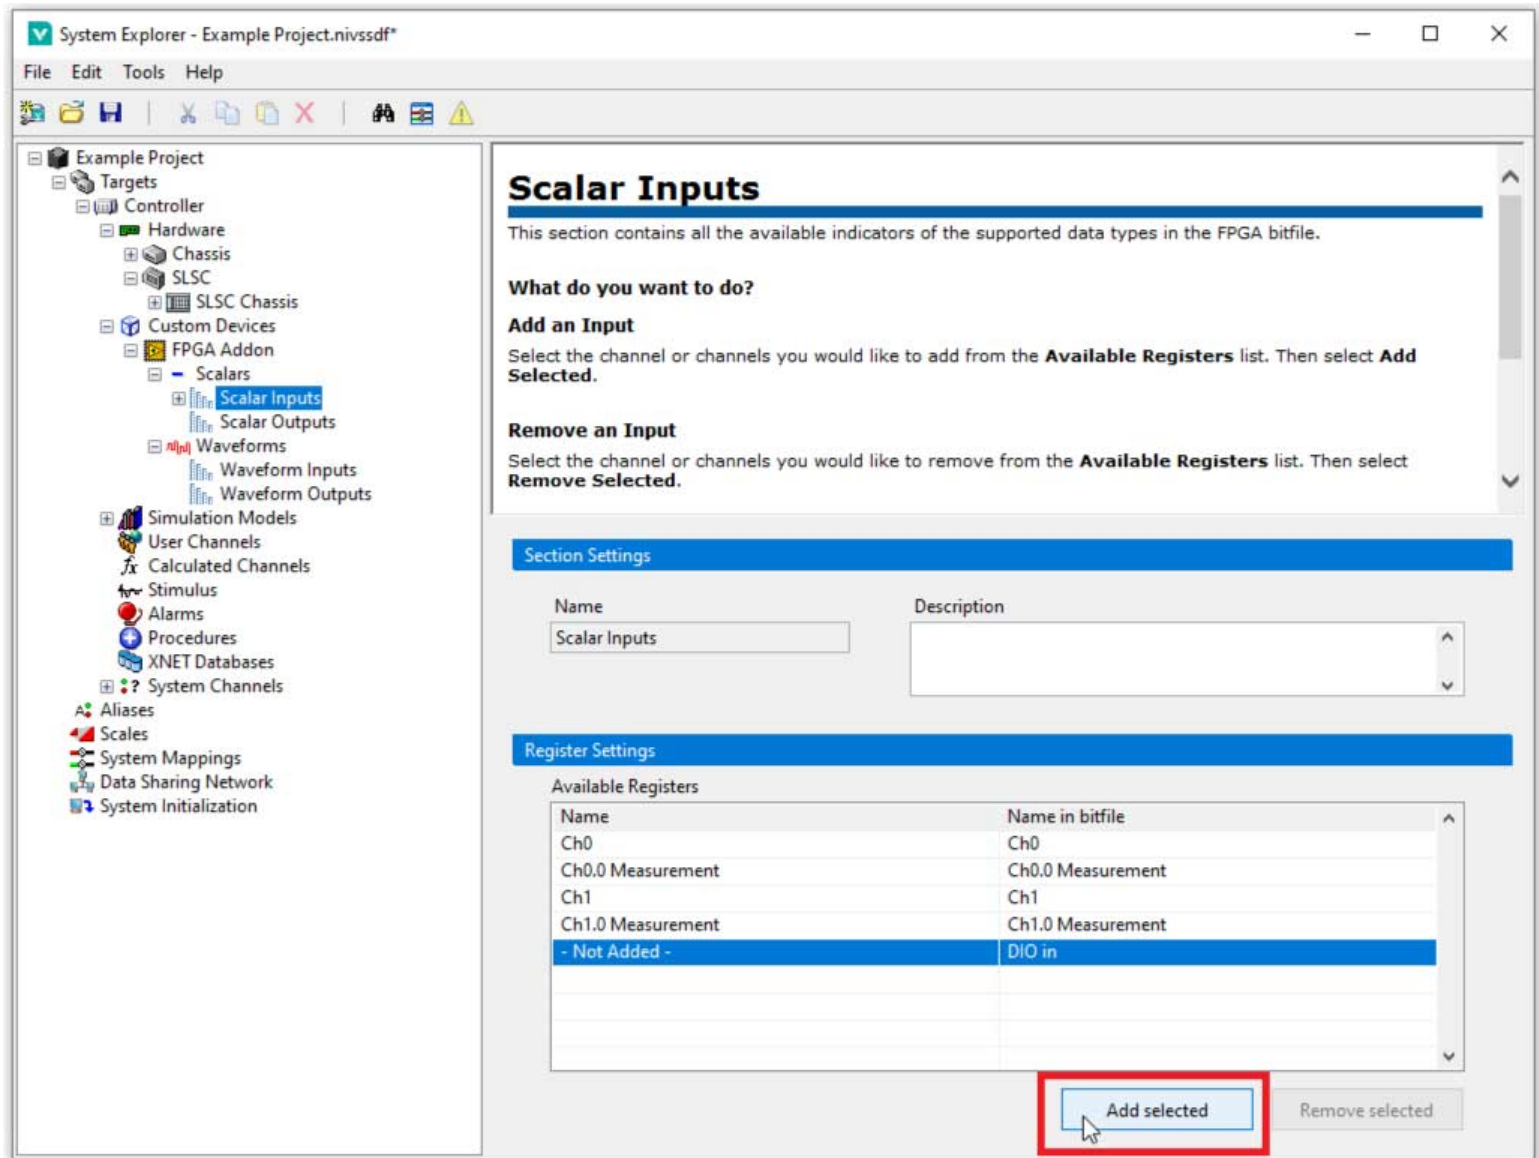 System Explorer - Example Project.nivssdf*
File Edit Tools Help
Example Project
Targets
Controller
Hardware
Chassis
SLSC
SLSC Chassis
Custom Devices
FPGA Addon
Scalars
Scalar Inputs
Scalar Outputs
Waveforms
Waveform Inputs
Waveform Outputs
Simulation Models
User Channels
Calculated Channels
Stimulus
Alarms
Procedures
XNET Databases
System Channels
Aliases
Scales
System Mappings
Data Sharing Network
System Initialization
Scalar Inputs
This section contains all the available indicators of the supported data types in the FPGA bitfile.
What do you want to do?
Add an Input
Select the channel or channels you would like to add from the Available Registers list. Then select Add
Selected.
Remove an Input
Select the channel or channels you would like to remove from the Available Registers list. Then select
Remove Selected.
Section Settings
Name Description
Scalar Inputs
Register Settings
Available Registers
Name Name in bitfile
Ch0 Ch0
Ch0.0 Measurement Ch0.0 Measurement
Ch1 Ch1
Ch1.0 Measurement Ch1.0 Measurement
- Not Added - DIO in
Add selected Remove selected